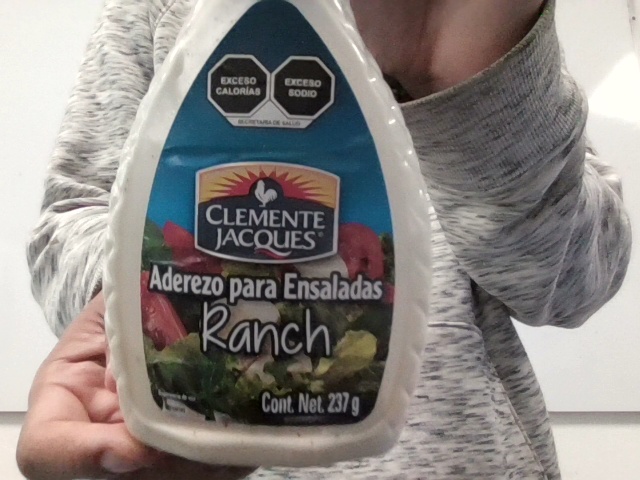 EXCESO
CALORÍAS
EXCESO
SODIO
SECRETARÍA DE SALUD
CLEMENTE
JACQUES®
Aderezo para Ensaladas
Ranch
Cont. Net. 237 g